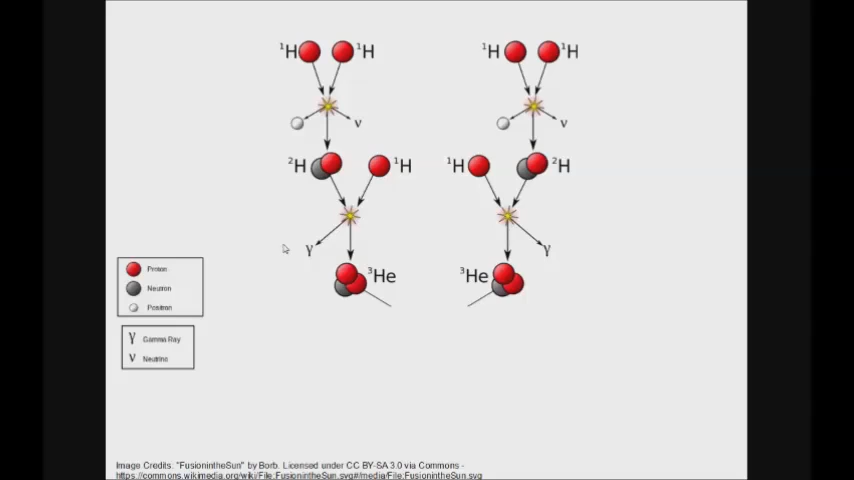 ¹H ¹H ¹H ¹H
ν ν
²H ¹H ¹H ²H
γ γ
³He ³He
Proton
Neutron
Positron
γ Gamma Ray
ν Neutrino
Image Credits: "FusionintheSun" by Borb. Licensed under CC BY-SA 3.0 via Commons -
https://commons.wikimedia.org/wiki/File:FusionintheSun.svg#/media/File:FusionintheSun.svg